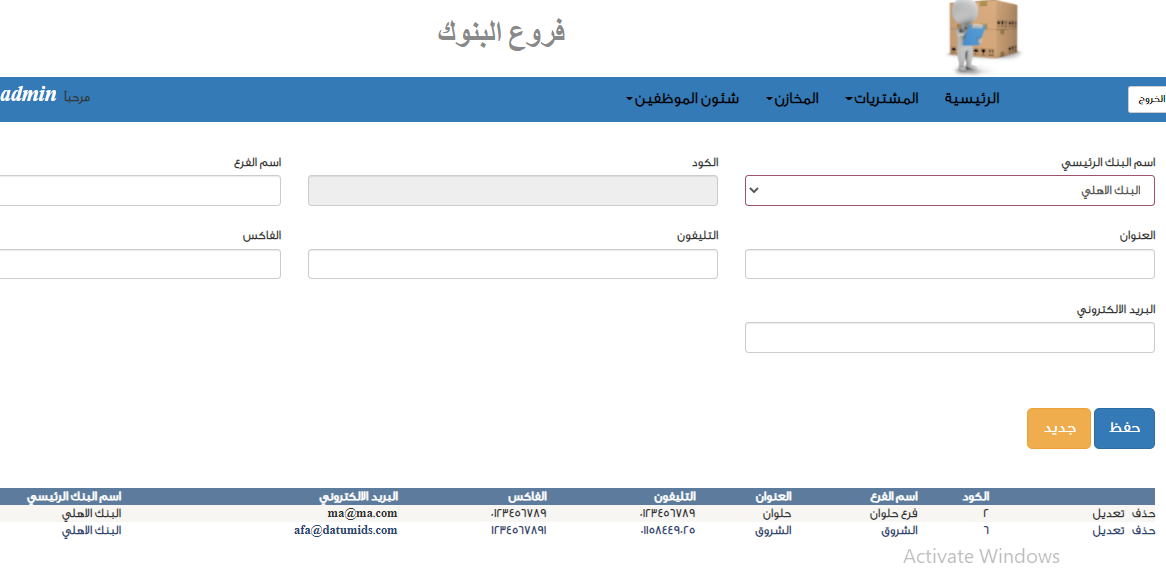 فروع البنوك
الخروج الرئيسية المشتريات المخازن شئون الموظفين مرحباً admin
اسم البنك الرئيسي الكود اسم الفرع
البنك الاهلي
العنوان التليفون الفاكس
البريد الالكتروني
حفظ جديد
الكود اسم الفرع العنوان التليفون الفاكس البريد الالكتروني اسم البنك الرئيسي
حذف تعديل ٢ فرع حلوان حلوان ٠١٢٣٤٥٦٧٨٩ ٠١٢٣٤٥٦٧٨٩ ma@ma.com البنك الاهلي
حذف تعديل ٦ الشروق الشروق ٠١١٥٨٤٤٩٠٢٥ ١٢٣٤٥٦٧٨٩١ afa@datumids.com البنك الاهلي
Activate Windows